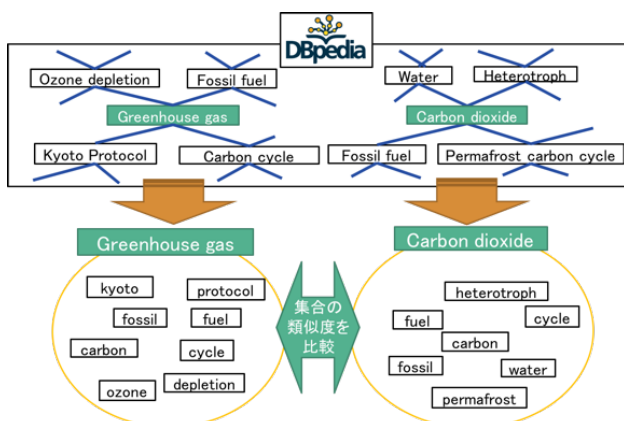 DBpedia
Ozone depletion
Fossil fuel
Water
Heterotroph
Greenhouse gas
Carbon dioxide
Kyoto Protocol
Carbon cycle
Fossil fuel
Permafrost carbon cycle
Greenhouse gas
Carbon dioxide
kyoto
protocol
fossil
fuel
carbon
cycle
ozone
depletion
集合の
類似度を
比較
heterotroph
fuel
cycle
carbon
fossil
water
permafrost